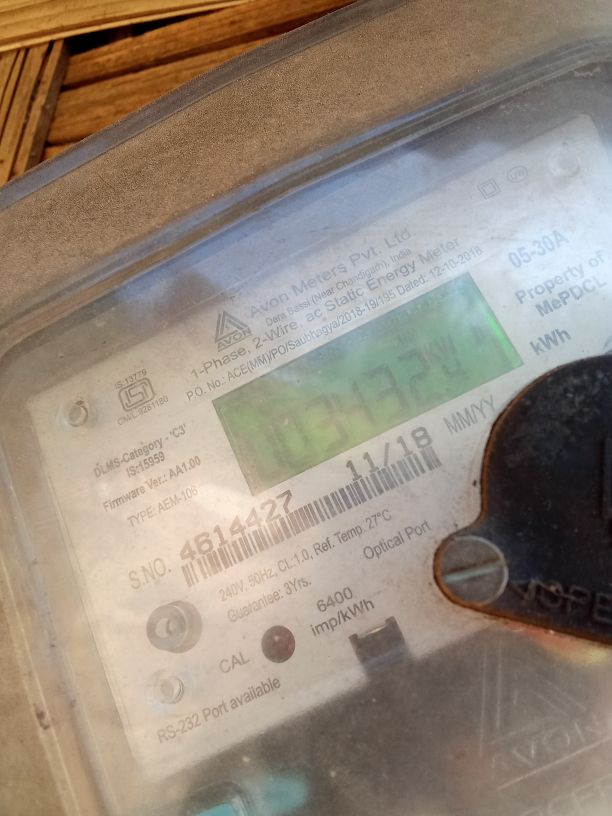 Avon Meters Pvt. Ltd.
Dera Bassi (Near Chandigarh), India
1-Phase, 2-Wire, ac Static Energy Meter
P.O. No.: ACE(MM)/PO/Saubhagya/2018-19/195 Dated: 12-10-2018
AVON
05-30A
Property of
MePDCL
kWh
IS:13779
ISI
CM/L-9281180
DLMS-Category - 'C3'
IS:15959
Firmware Ver.: AA1.00
TYPE: AEM-106
11/18 MM/YY
S.NO. 4614427
240V, 50Hz, CL:1.0, Ref. Temp. 27°C
Guarantee: 3Yrs.
Optical Port
6400
imp/kWh
CAL
RS-232 Port available
AVON